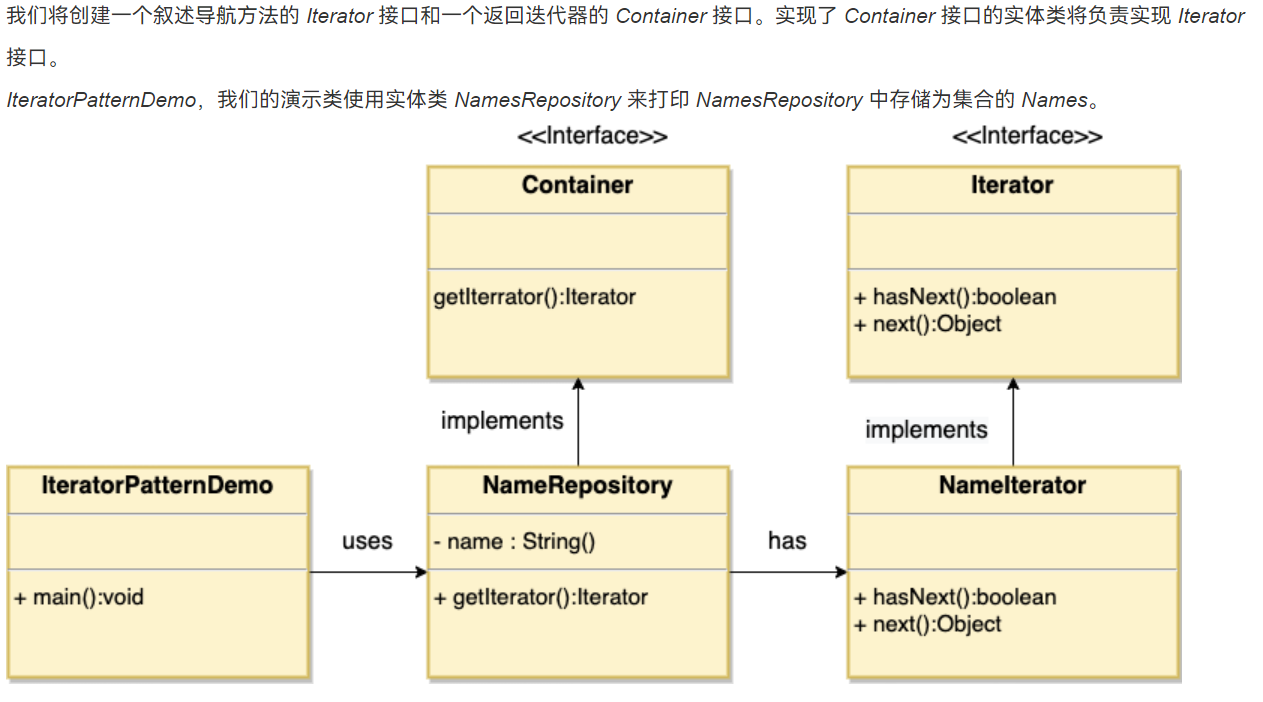 我们将创建一个叙述导航方法的 Iterator 接口和一个返回迭代器的 Container 接口。实现了 Container 接口的实体类将负责实现 Iterator
接口。
IteratorPatternDemo，我们的演示类使用实体类 NamesRepository 来打印 NamesRepository 中存储为集合的 Names。
<<Interface>>
<<Interface>>
Container
Iterator
getIterrator():Iterator
+ hasNext():boolean
+ next():Object
implements
implements
IteratorPatternDemo
NameRepository
NameIterator
uses
- name : String()
has
+ main():void
+ getIterator():Iterator
+ hasNext():boolean
+ next():Object